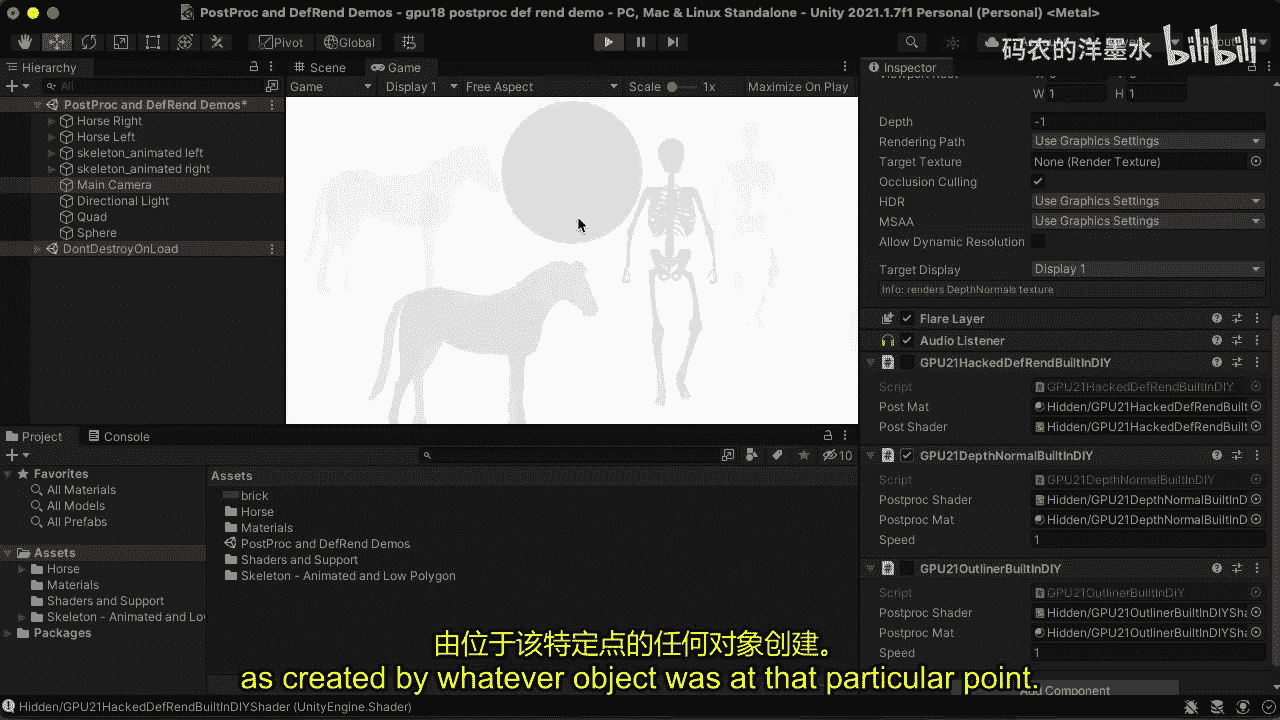 PostProc and DefRend Demos - gpu18 postproc def rend demo - PC, Mac & Linux Standalone - Unity 2021.1.7f1 Personal (Personal) <Metal>
Pivot
Global
码农的洋墨水 bilibili
Hierarchy
Scene
Game
Inspector
All
Game
Display 1
Free Aspect
Scale
1x
Maximize On Play
W 1
H 1
PostProc and DefRend Demos*
Horse Right
Horse Left
skeleton_animated left
skeleton_animated right
Main Camera
Directional Light
Quad
Sphere
DontDestroyOnLoad
Depth
-1
Rendering Path
Use Graphics Settings
Target Texture
None (Render Texture)
Occlusion Culling
HDR
Use Graphics Settings
MSAA
Use Graphics Settings
Allow Dynamic Resolution
Target Display
Display 1
Info: renders DepthNormals texture
Flare Layer
Audio Listener
GPU21HackedDefRendBuiltInDIY
Script
GPU21HackedDefRendBuiltInDIY
Post Mat
Hidden/GPU21HackedDefRendBuilt
Post Shader
Hidden/GPU21HackedDefRendBuilt
GPU21DepthNormalBuiltInDIY
Script
GPU21DepthNormalBuiltInDIY
Postproc Shader
Hidden/GPU21DepthNormalBuiltInD
Postproc Mat
Hidden/GPU21DepthNormalBuiltInD
Speed
1
GPU21OutlinerBuiltInDIY
Script
GPU21OutlinerBuiltInDIY
Postproc Shader
Hidden/GPU21OutlinerBuiltInDIYSha
Postproc Mat
Hidden/GPU21OutlinerBuiltInDIYSha
Speed
1
Add Component
Project
Console
10
Favorites
All Materials
All Models
All Prefabs
Assets
Horse
Materials
Shaders and Support
Skeleton - Animated and Lo
Packages
Assets
brick
Horse
Materials
PostProc and DefRend Demos
Shaders and Support
Skeleton - Animated and Low Polygon
由位于该特定点的任何对象创建。
as created by whatever object was at that particular point.
Hidden/GPU21HackedDefRendBuiltInDIYShader (UnityEngine.Shader)